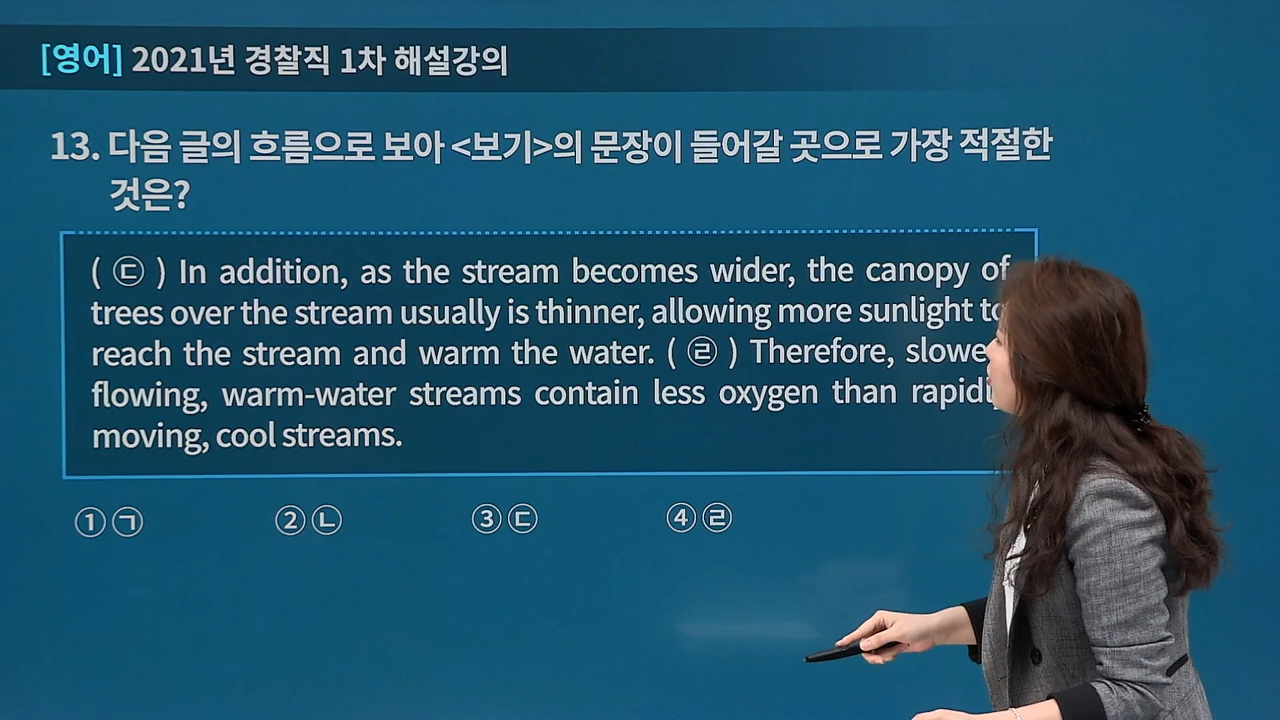 [영어] 2021년 경찰직 1차 해설강의
13. 다음 글의 흐름으로 보아 <보기>의 문장이 들어갈 곳으로 가장 적절한
것은?
( ㉢ ) In addition, as the stream becomes wider, the canopy of
trees over the stream usually is thinner, allowing more sunlight to
reach the stream and warm the water. ( ㉣ ) Therefore,
flowing, warm-water streams contain less oxygen than
moving, cool streams.
① ㉠ ② ㉡ ③ ㉢ ④ ㉣